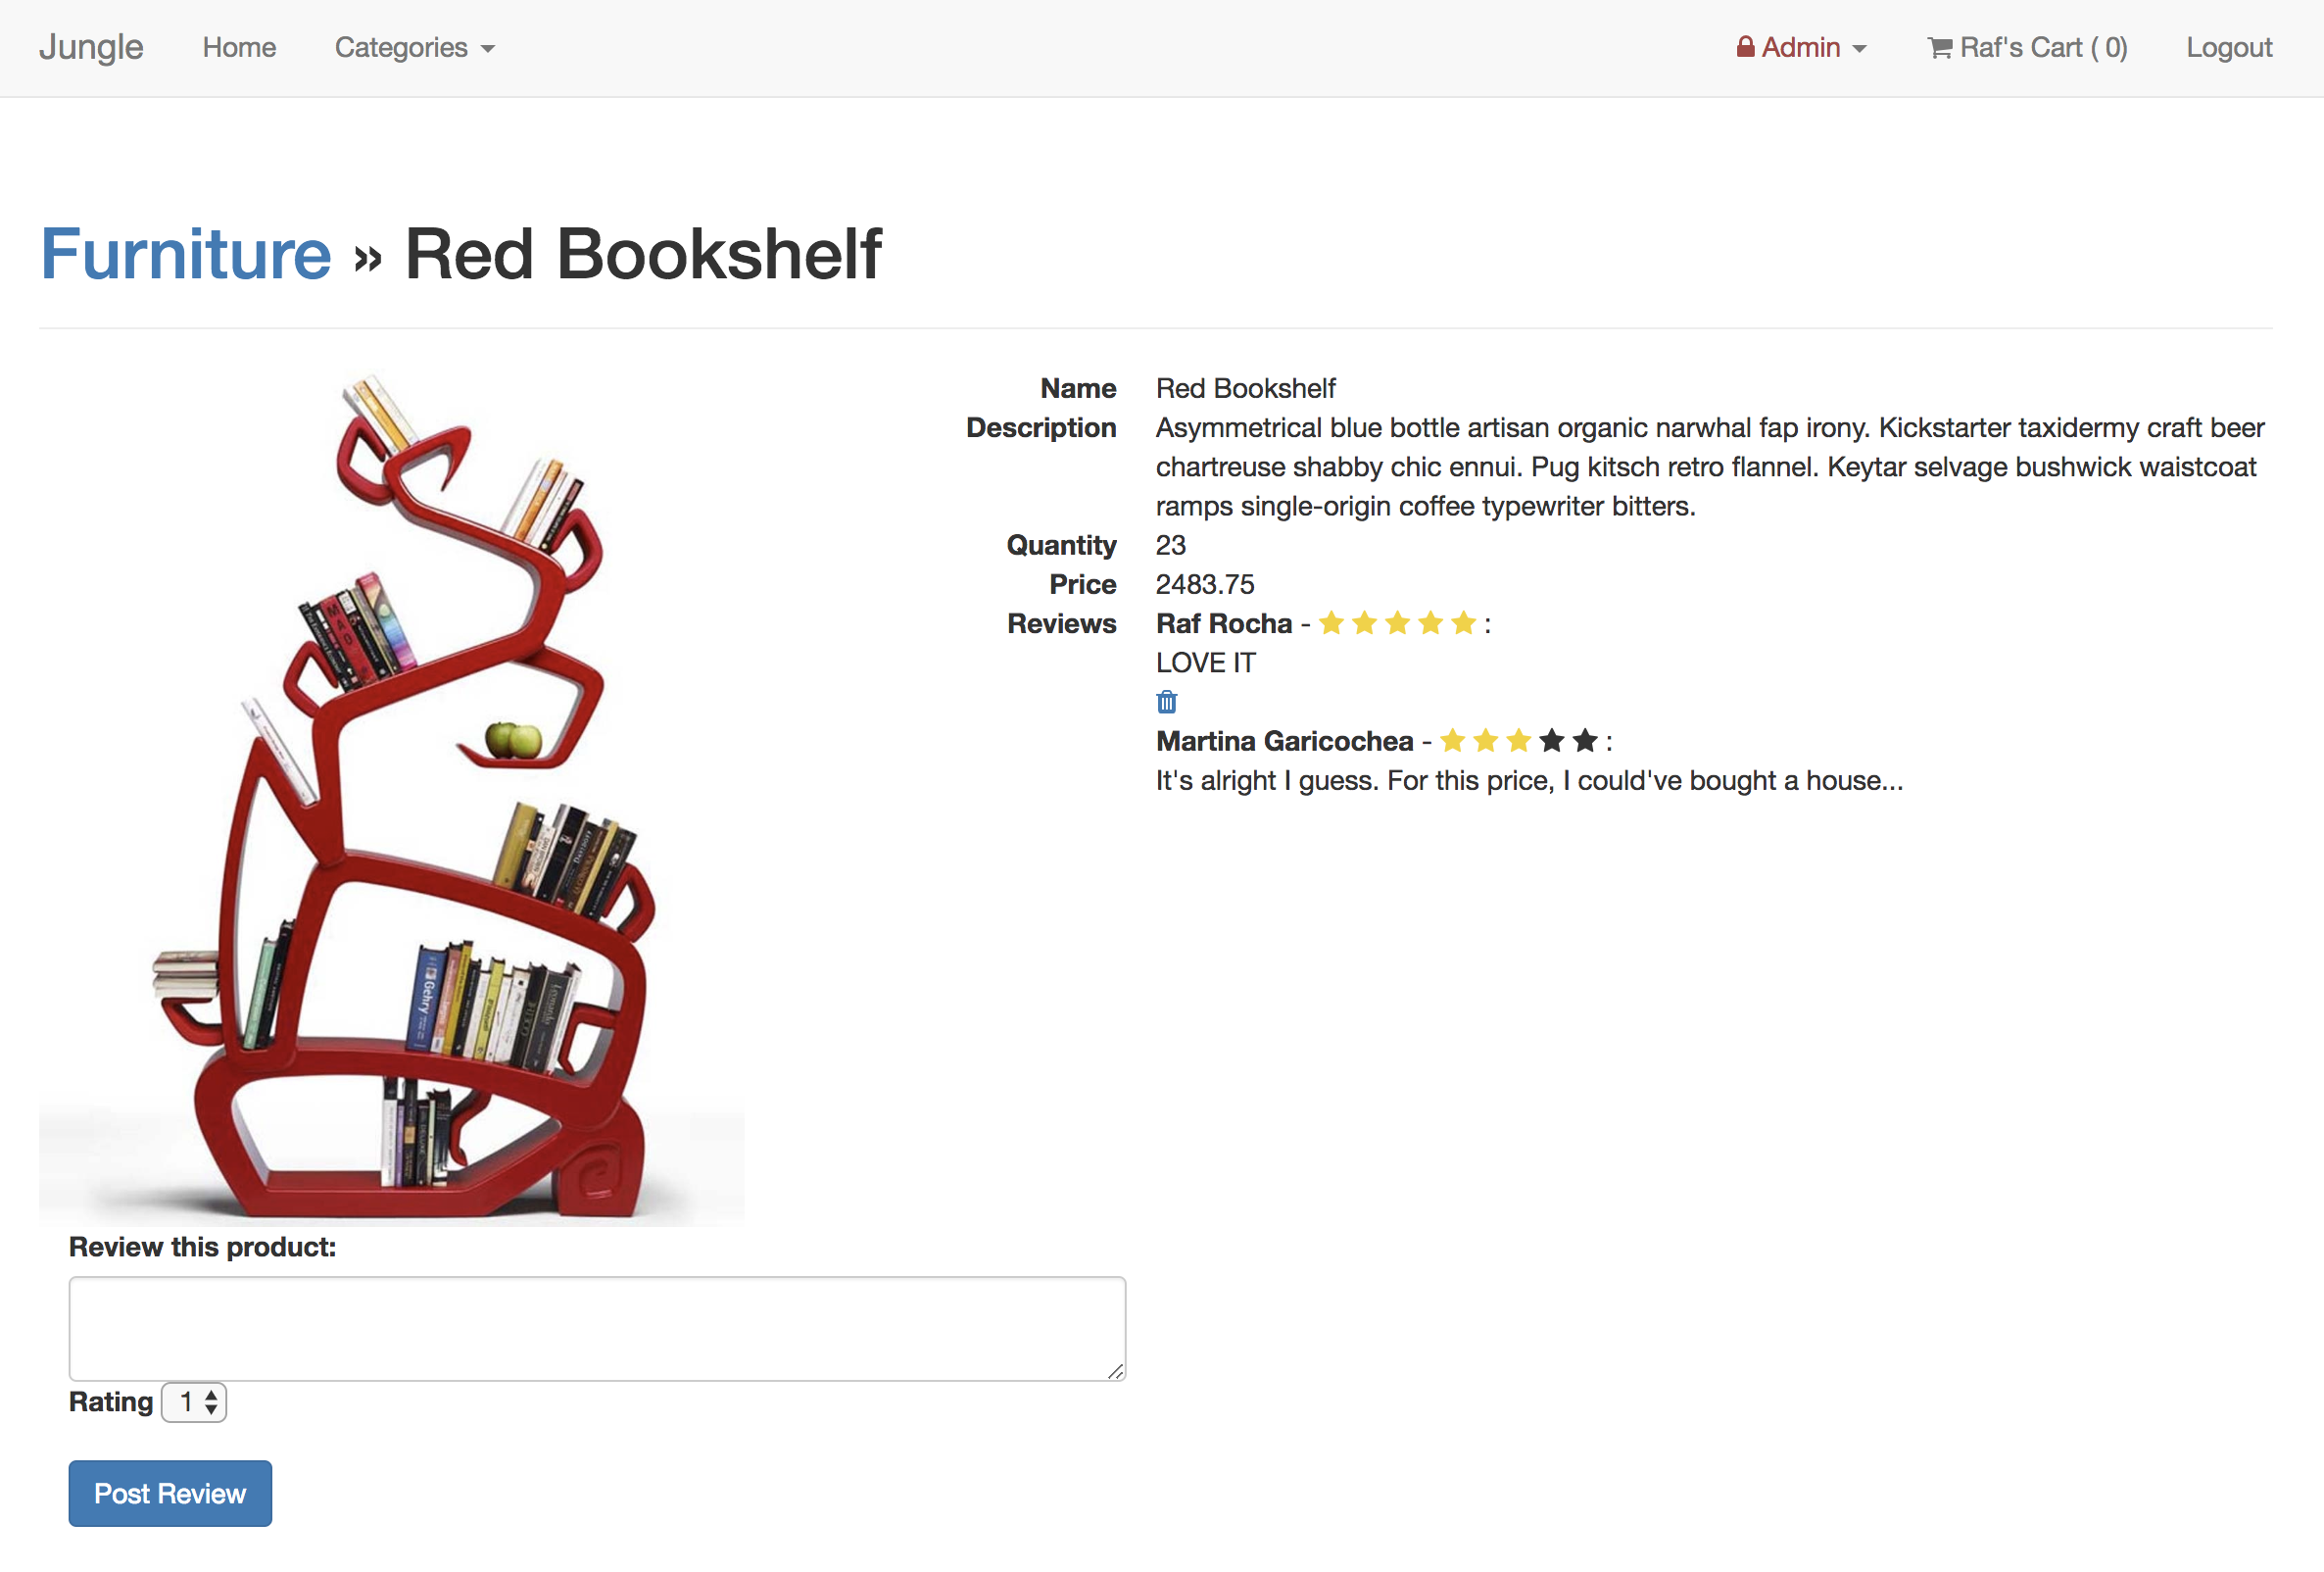 Jungle Home Categories Admin Raf's Cart ( 0) Logout
Furniture » Red Bookshelf
Name Red Bookshelf
Description Asymmetrical blue bottle artisan organic narwhal fap irony. Kickstarter taxidermy craft beer
chartreuse shabby chic ennui. Pug kitsch retro flannel. Keytar selvage bushwick waistcoat
ramps single-origin coffee typewriter bitters.
Quantity 23
Price 2483.75
Reviews Raf Rocha - ★ ★ ★ ★ ★ :
LOVE IT
Martina Garicochea - ★ ★ ★ ★ ★ :
It's alright I guess. For this price, I could've bought a house...
MAO
Gehry
Review this product:
Rating 1
Post Review